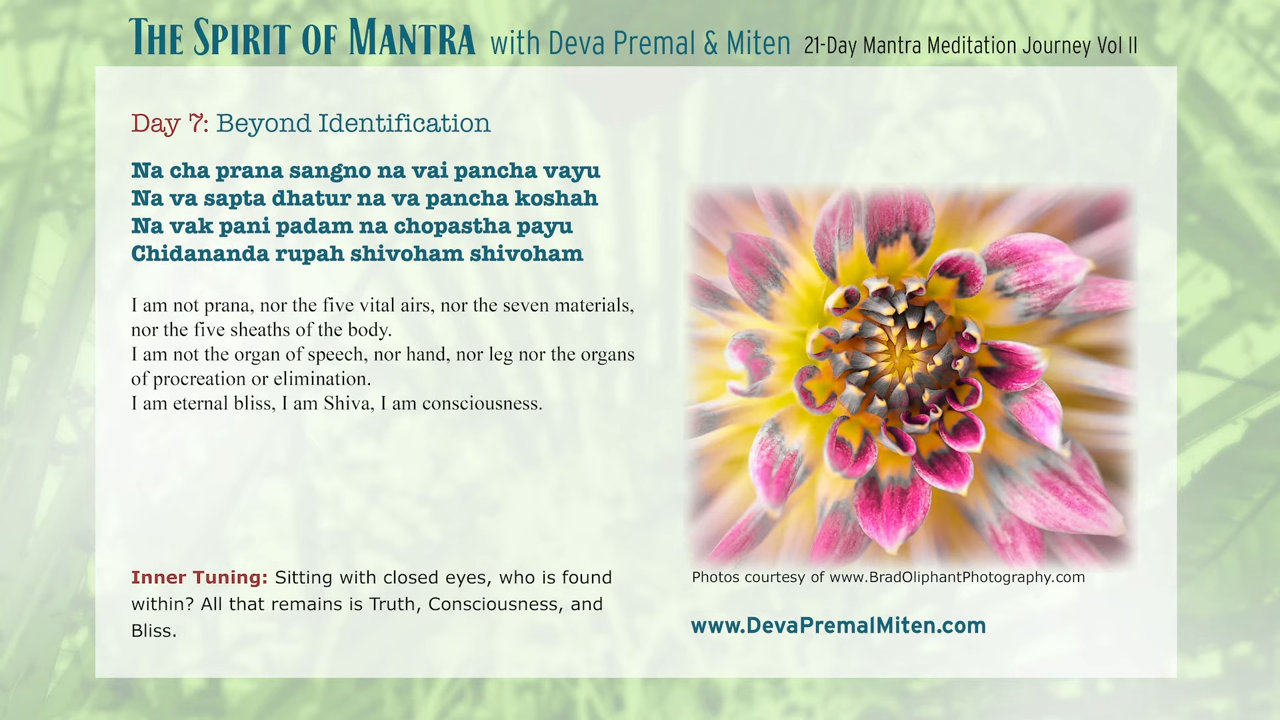 The Spirit of Mantra with Deva Premal & Miten 21-Day Mantra Meditation Journey Vol II
Day 7: Beyond Identification
Na cha prana sangno na vai pancha vayu
Na va sapta dhatur na va pancha koshah
Na vak pani padam na chopastha payu
Chidananda rupah shivoham shivoham
I am not prana, nor the five vital airs, nor the seven materials,
nor the five sheaths of the body.
I am not the organ of speech, nor hand, nor leg nor the organs
of procreation or elimination.
I am eternal bliss, I am Shiva, I am consciousness.
Inner Tuning: Sitting with closed eyes, who is found
within? All that remains is Truth, Consciousness, and
Bliss.
Photos courtesy of www.BradOliphantPhotography.com
www.DevaPremalMiten.com